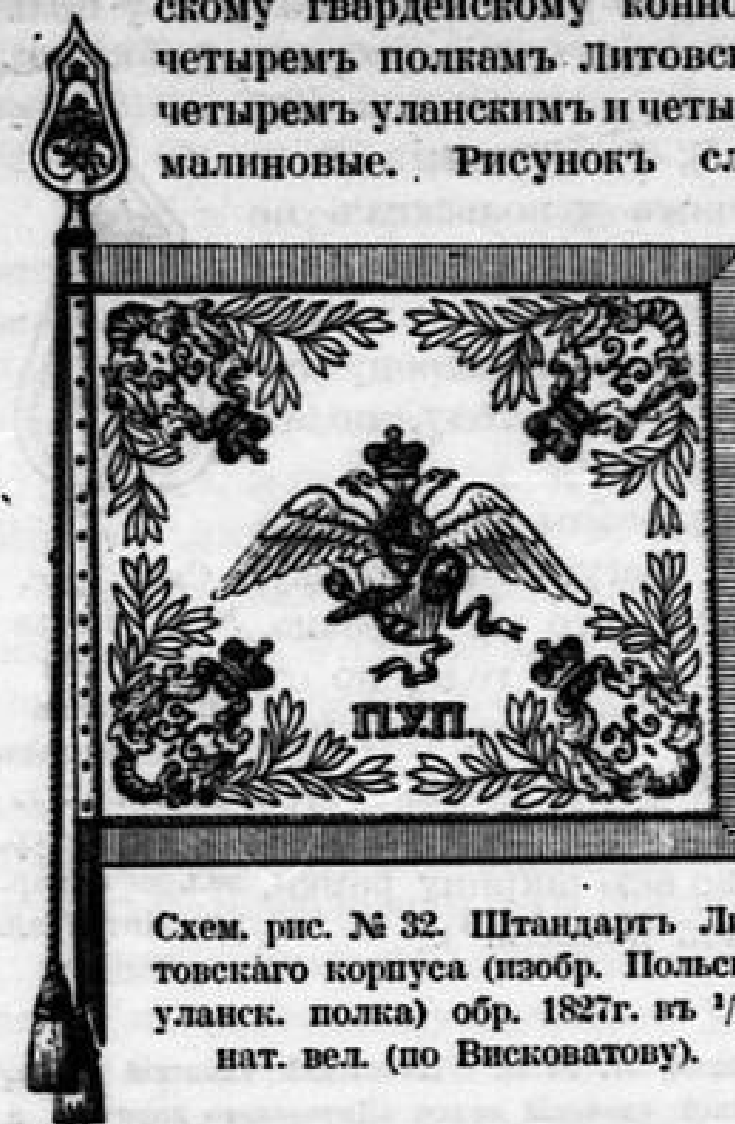 скому гвардейскому конно
четыремъ полкамъ Литовск
четыремъ уланскимъ и четы
малиновые. Рисунокъ сл
П.У.П.
Схем. рис. № 32. Штандартъ Ли
товскаго корпуса (изобр. Польск
уланск. полка) обр. 1827г. въ ¹/
нат. вел. (по Висковатову).